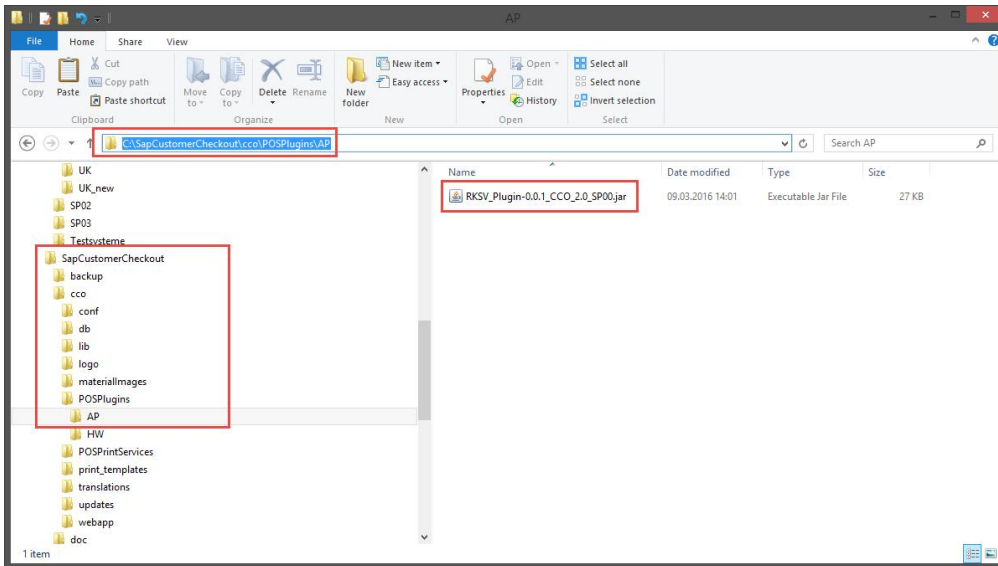 AP
File Home Share View
Cut
Copy path
Paste shortcut
Copy Paste
Clipboard
Move to
Copy to
Delete Rename
Organize
New folder
New item
Easy access
New
Properties
Open
Edit
History
Open
Select all
Select none
Invert selection
Select
C:\SapCustomerCheckout\cco\POSPlugins\AP
Search AP
UK
UK_new
SP02
SP03
Testsysteme
SapCustomerCheckout
backup
cco
conf
db
lib
logo
materialImages
POSPlugins
AP
HW
POSPrintServices
print_templates
translations
updates
webapp
doc
Name Date modified Type Size
RKSV_Plugin-0.0.1_CCO_2.0_SP00.jar 09.03.2016 14:01 Executable Jar File 27 KB
1 item